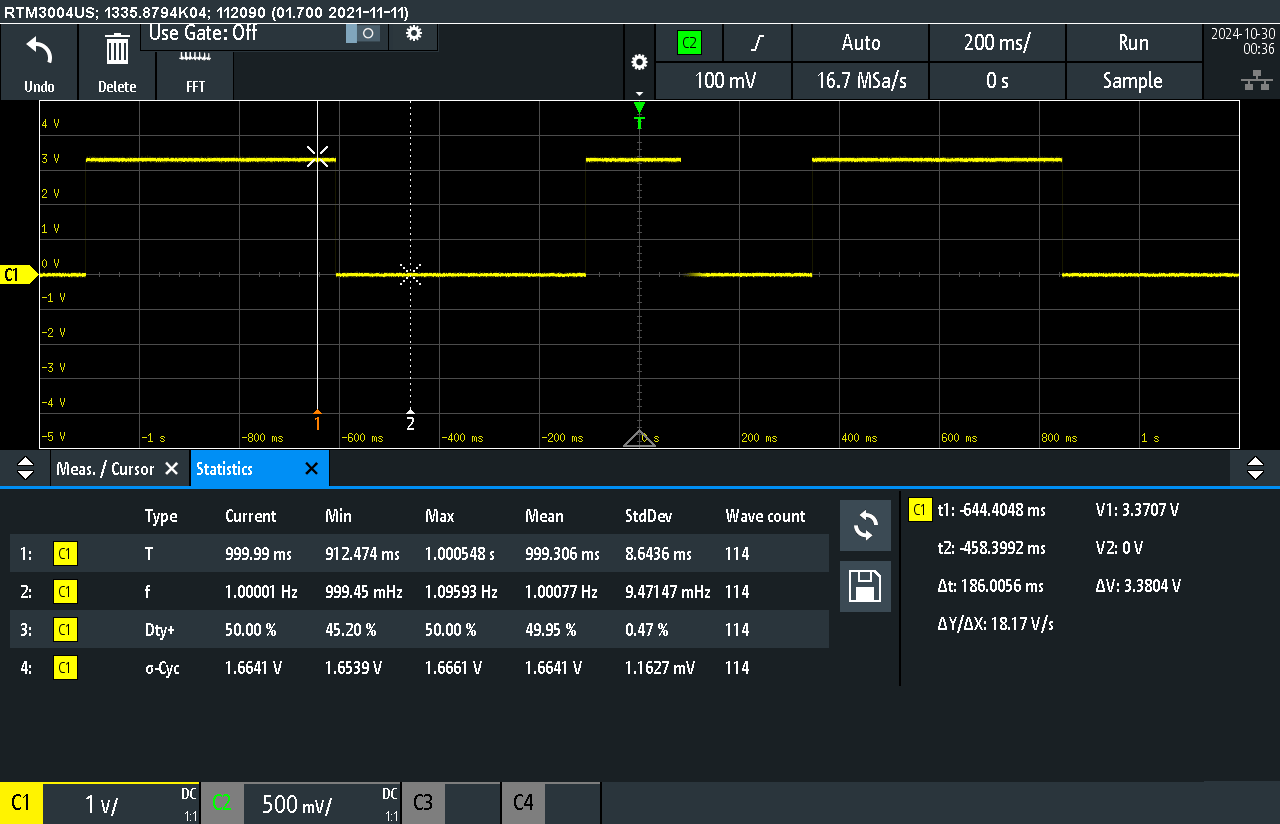 RTM3004US; 1335.8794K04; 112090 (01.700 2021-11-11)
Undo
Delete
FFT
Use Gate: Off
C2
Auto
200 ms/
Run
100 mV
16.7 MSa/s
0 s
Sample
2024-10-30
00:36
T
4 V
3 V
2 V
1 V
0 V
-1 V
-2 V
-3 V
-4 V
-5 V
C1
1
2
-1 s
-800 ms
-600 ms
-400 ms
-200 ms
0 s
200 ms
400 ms
600 ms
800 ms
1 s
Meas. / Cursor
Statistics
Type Current Min Max Mean StdDev Wave count
1: C1 T 999.99 ms 912.474 ms 1.000548 s 999.306 ms 8.6436 ms 114
2: C1 f 1.00001 Hz 999.45 mHz 1.09593 Hz 1.00077 Hz 9.47147 mHz 114
3: C1 Dty+ 50.00 % 45.20 % 50.00 % 49.95 % 0.47 % 114
4: C1 σ-Cyc 1.6641 V 1.6539 V 1.6661 V 1.6641 V 1.1627 mV 114
C1 t1: -644.4048 ms V1: 3.3707 V
t2: -458.3992 ms V2: 0 V
Δt: 186.0056 ms ΔV: 3.3804 V
ΔY/ΔX: 18.17 V/s
C1 1 V/ DC 1:1
C2 500 mV/ DC 1:1
C3
C4